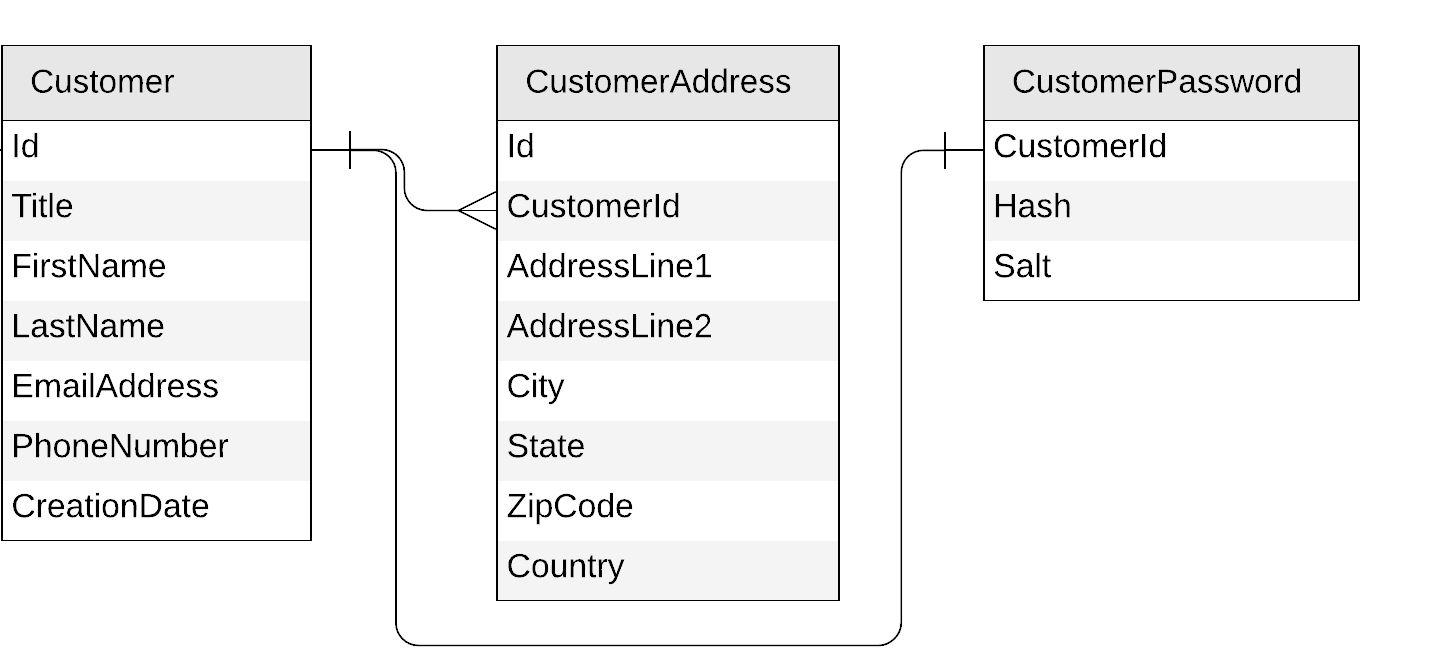 Customer
Id
Title
FirstName
LastName
EmailAddress
PhoneNumber
CreationDate
CustomerAddress
Id
CustomerId
AddressLine1
AddressLine2
City
State
ZipCode
Country
CustomerPassword
CustomerId
Hash
Salt